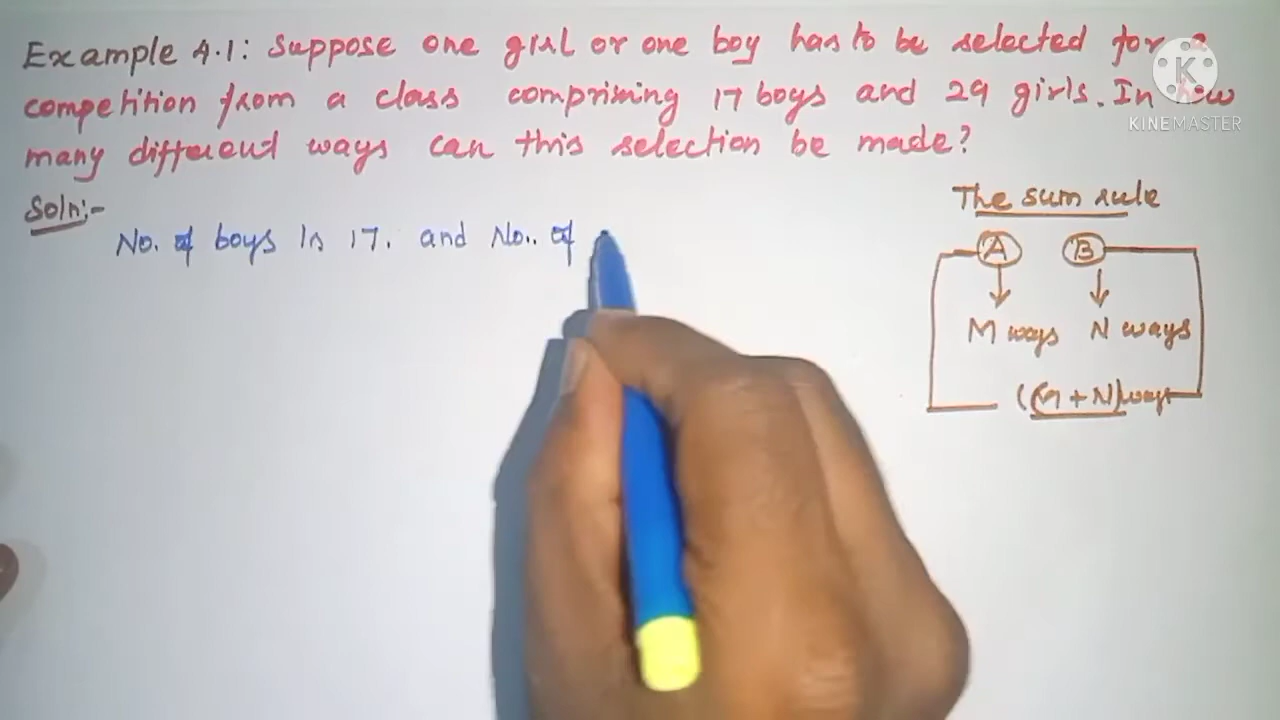 Example 4.1: Suppose one girl or one boy has to be selected for a
competition from a class comprising 17 boys and 29 girls. In how
many different ways can this selection be made?
Soln:-
No. of boys is 17. and No.. of
The sum rule
A B
M ways N ways
(M + N) ways
K
KINEMASTER